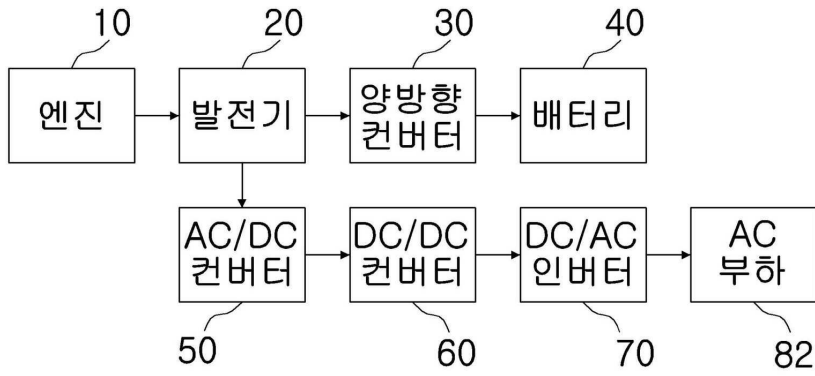 10
20
30
40
엔진
발전기
양방향
컨버터
배터리
AC/DC
컨버터
DC/DC
컨버터
DC/AC
인버터
AC
부하
50
60
70
82